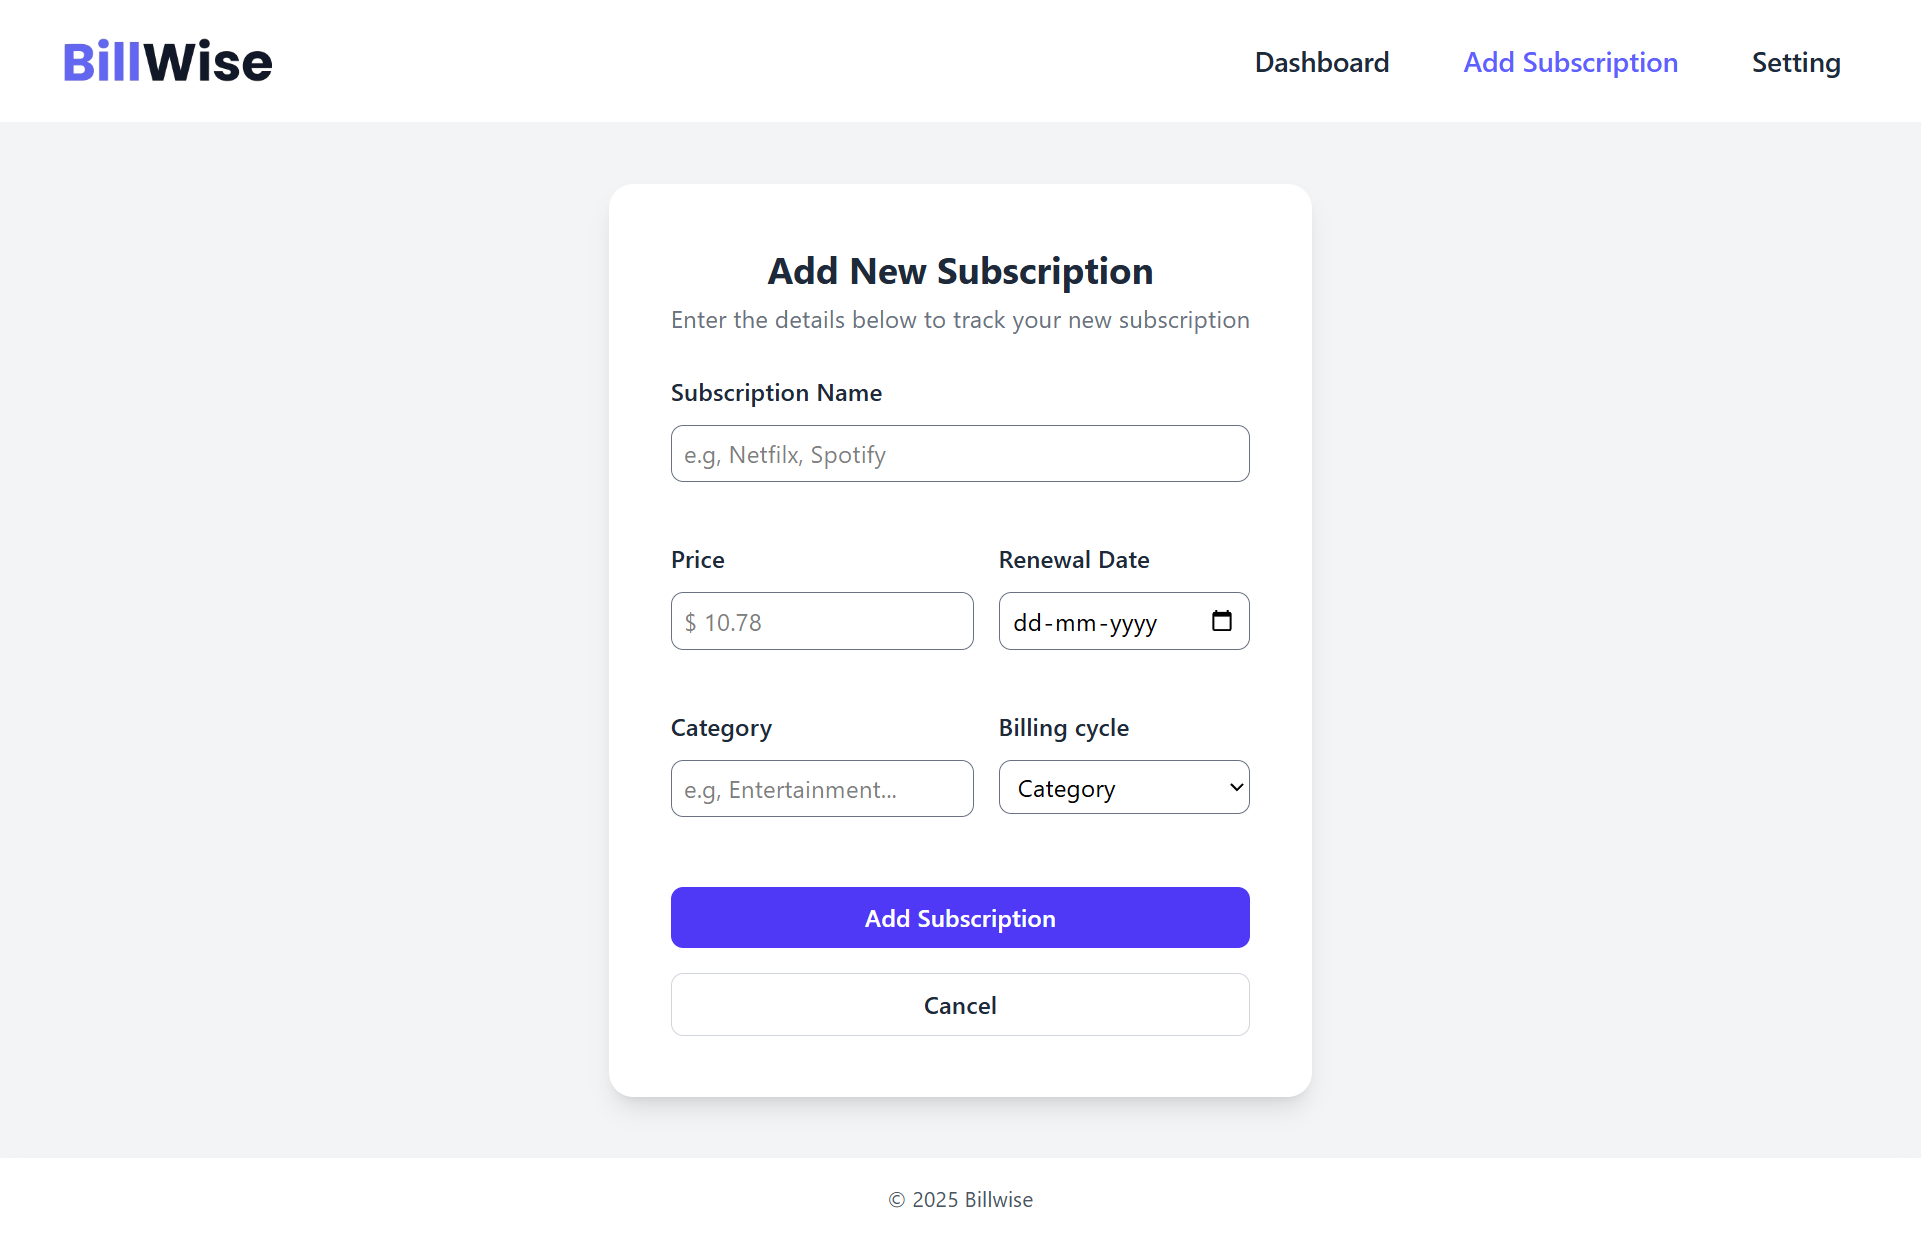 BillWise
Dashboard Add Subscription Setting
Add New Subscription
Enter the details below to track your new subscription
Subscription Name
e.g, Netfilx, Spotify
Price Renewal Date
$ 10.78 dd-mm-yyyy
Category Billing cycle
e.g, Entertainment... Category
Add Subscription
Cancel
© 2025 Billwise